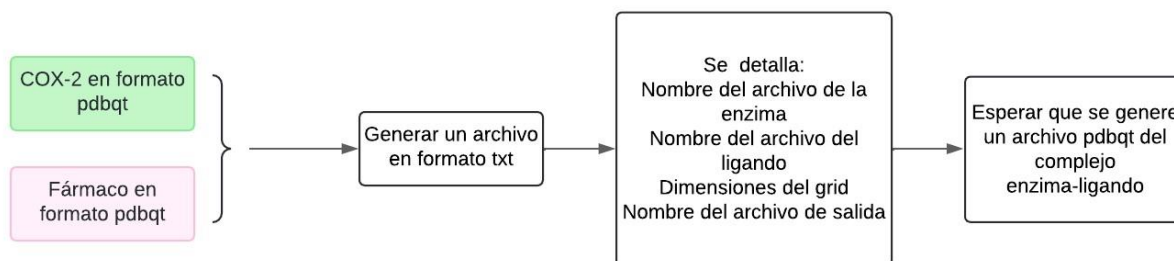 COX-2 en formato
pdbqt
Fármaco en
formato pdbqt
Generar un archivo
en formato txt
Se detalla:
Nombre del archivo de la
enzima
Nombre del archivo del
ligando
Dimensiones del grid
Nombre del archivo de salida
Esperar que se genere
un archivo pdbqt del
complejo
enzima-ligando